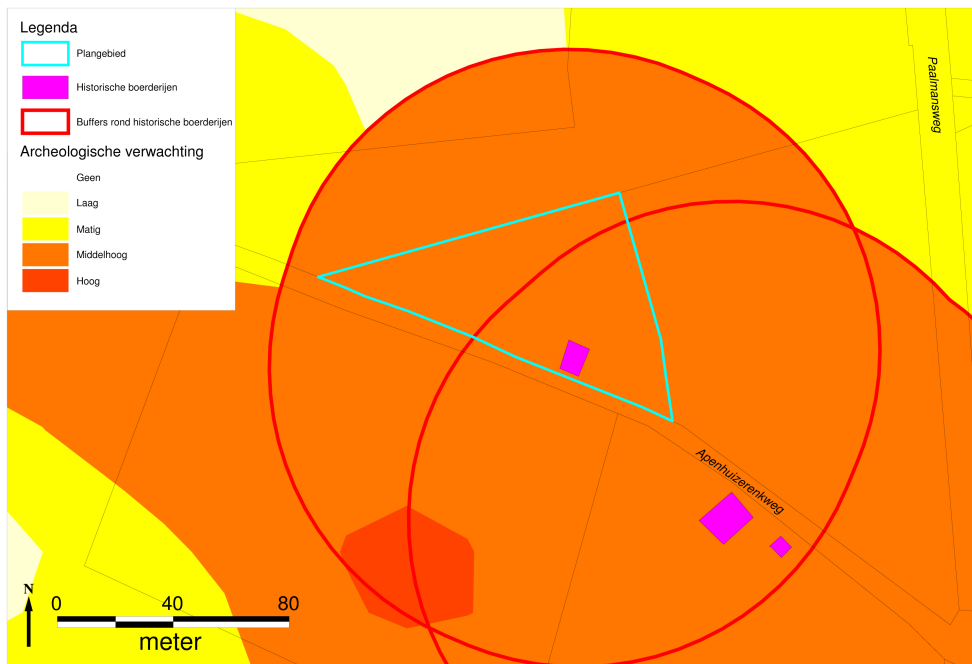 Legenda
Plangebied
Historische boerderijen
Buffers rond historische boerderijen
Archeologische verwachting
Geen
Laag
Matig
Middelhoog
Hoog
Paalmansweg
Apenhuizerenkweg
N
0 40 80
meter